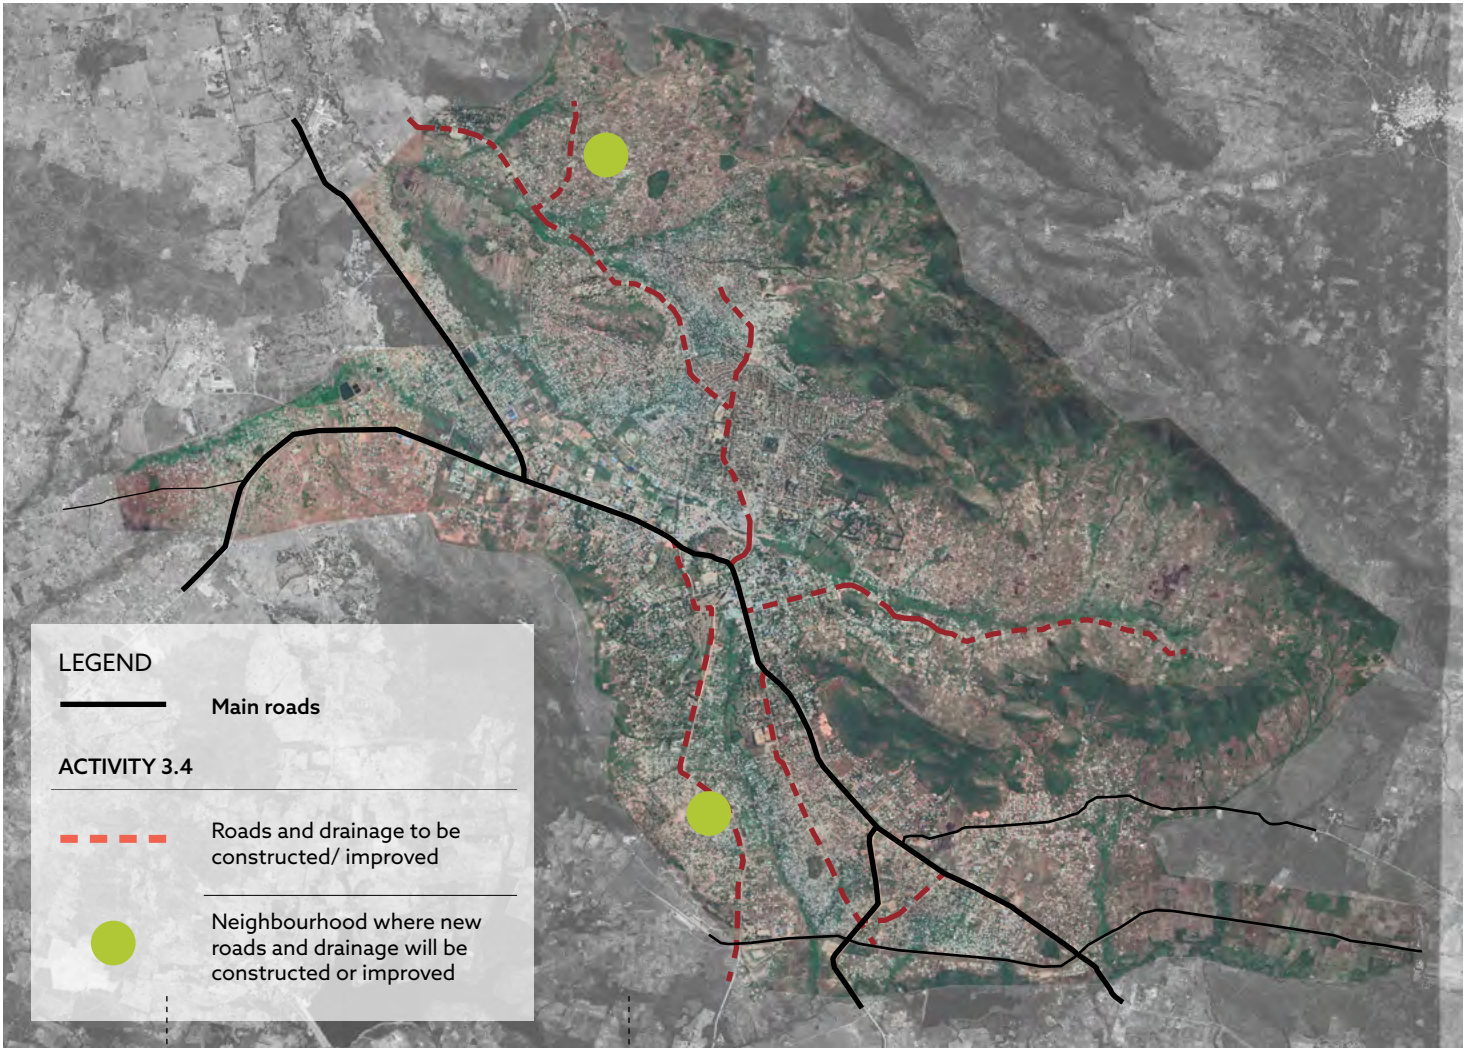 LEGEND
Main roads
ACTIVITY 3.4
Roads and drainage to be
constructed/ improved
Neighbourhood where new
roads and drainage will be
constructed or improved